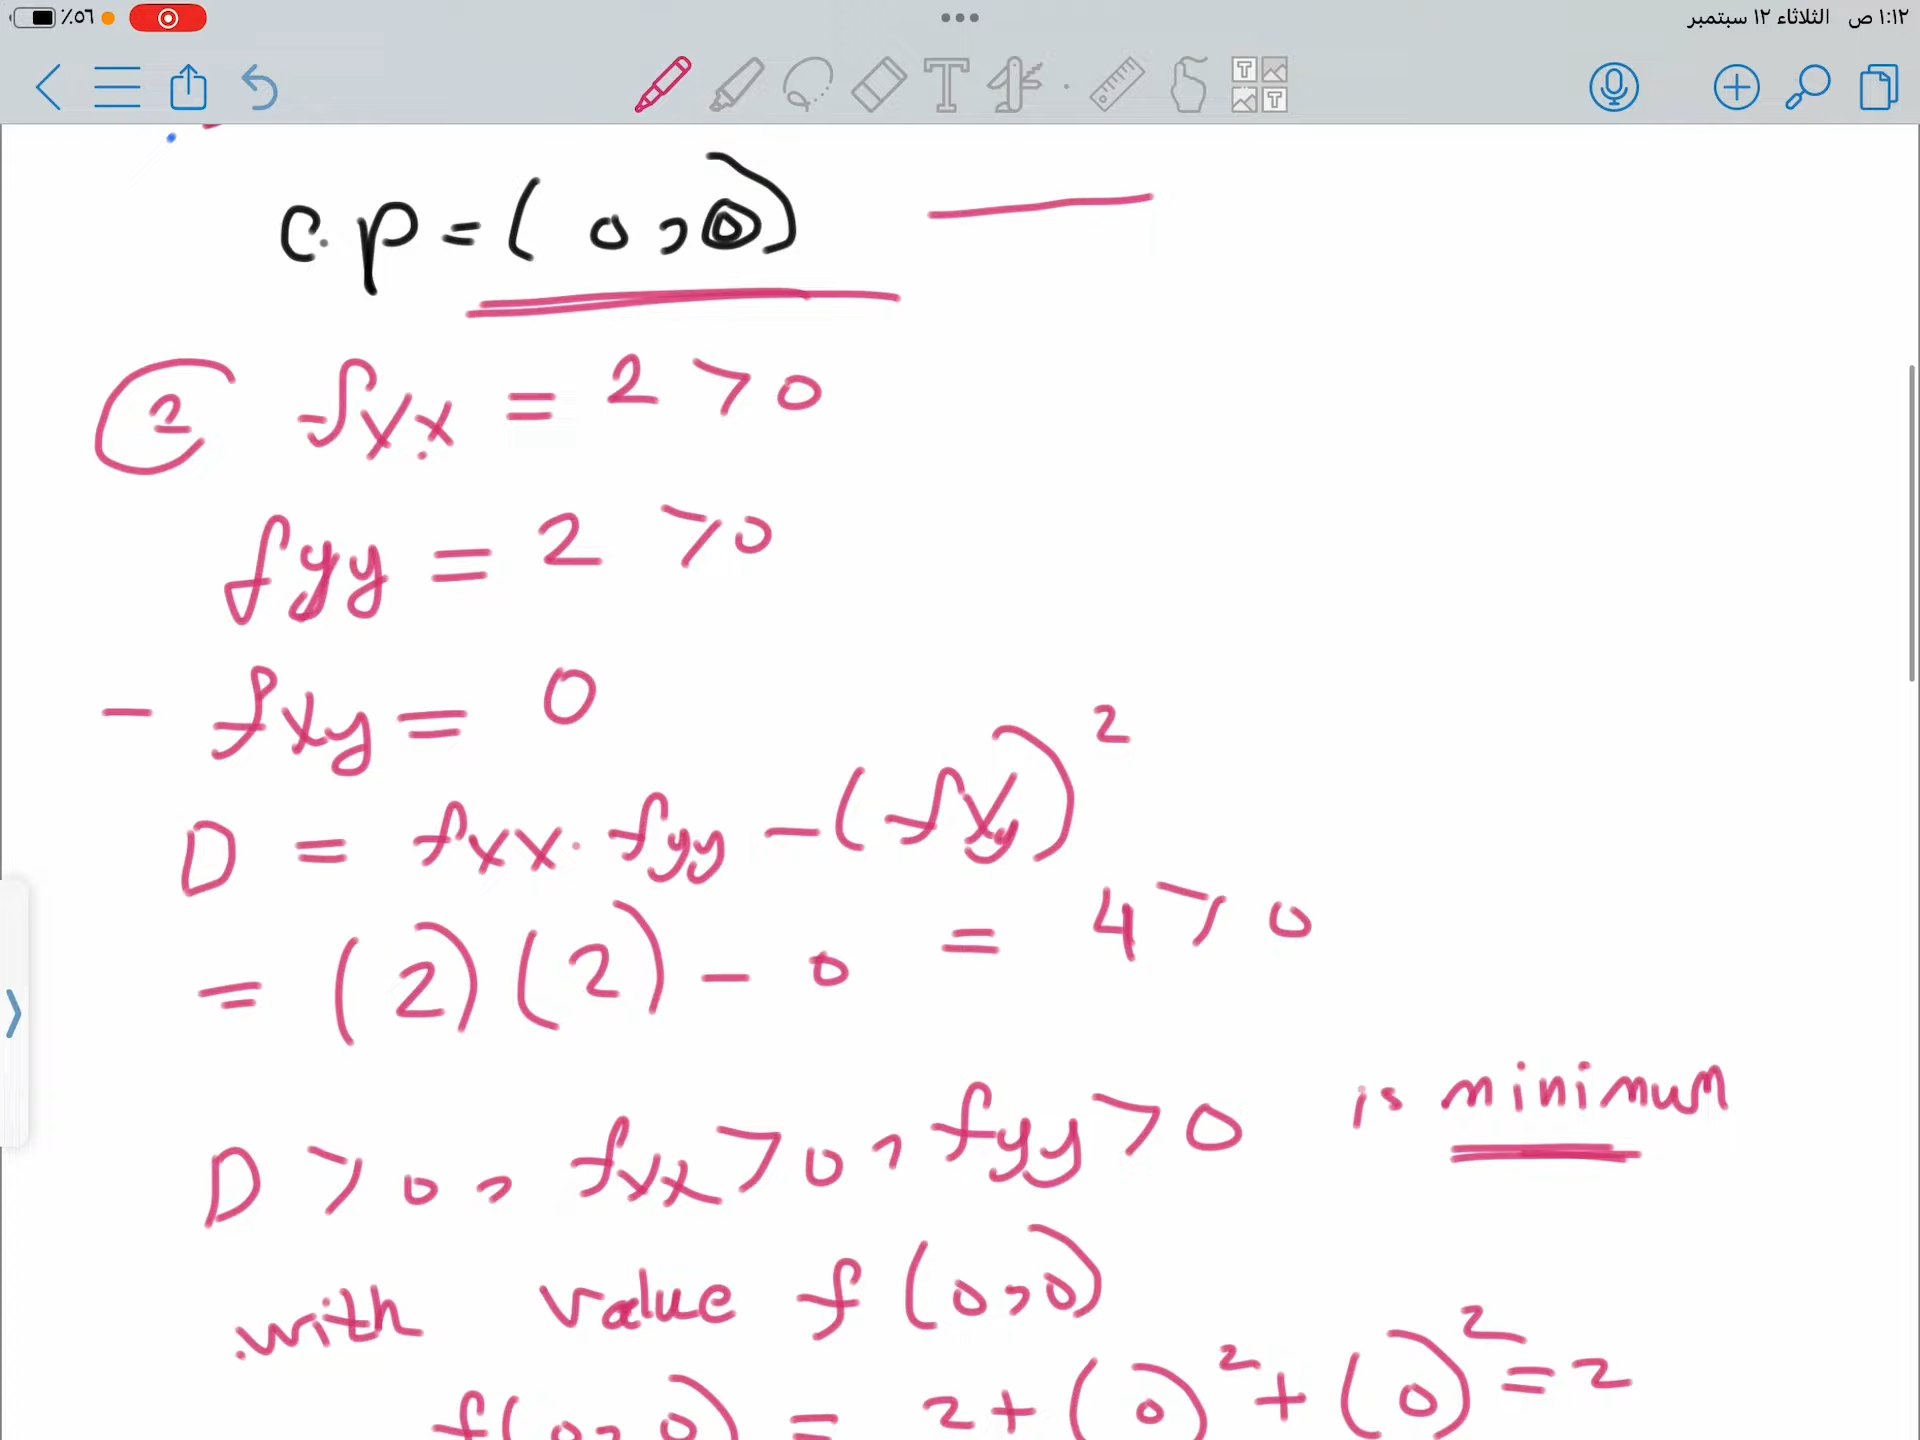 ٪٥٦ الثلاثاء ١٢ سبتمبر ١:١٢ ص
c.p = (0,0)
② fxx = 2 > 0
fyy = 2 > 0
- fxy = 0
D = fxx . fyy - (fxy)²
= (2)(2) - 0 = 4 > 0
D > 0, fxx > 0, fyy > 0 is minimum
with value f(0,0)
f(0,0) = 2 + (0)² + (0)² = 2